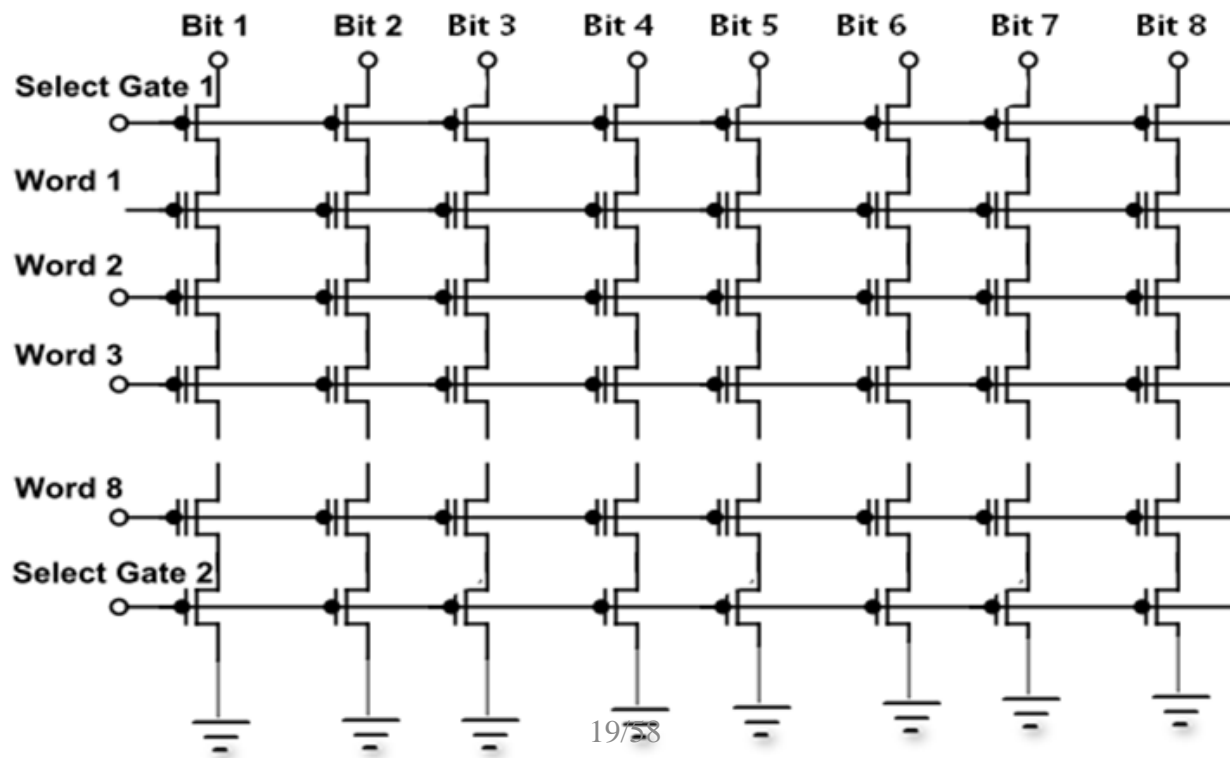 Bit 1 Bit 2 Bit 3 Bit 4 Bit 5 Bit 6 Bit 7 Bit 8
Select Gate 1
Word 1
Word 2
Word 3
Word 8
Select Gate 2
19/58